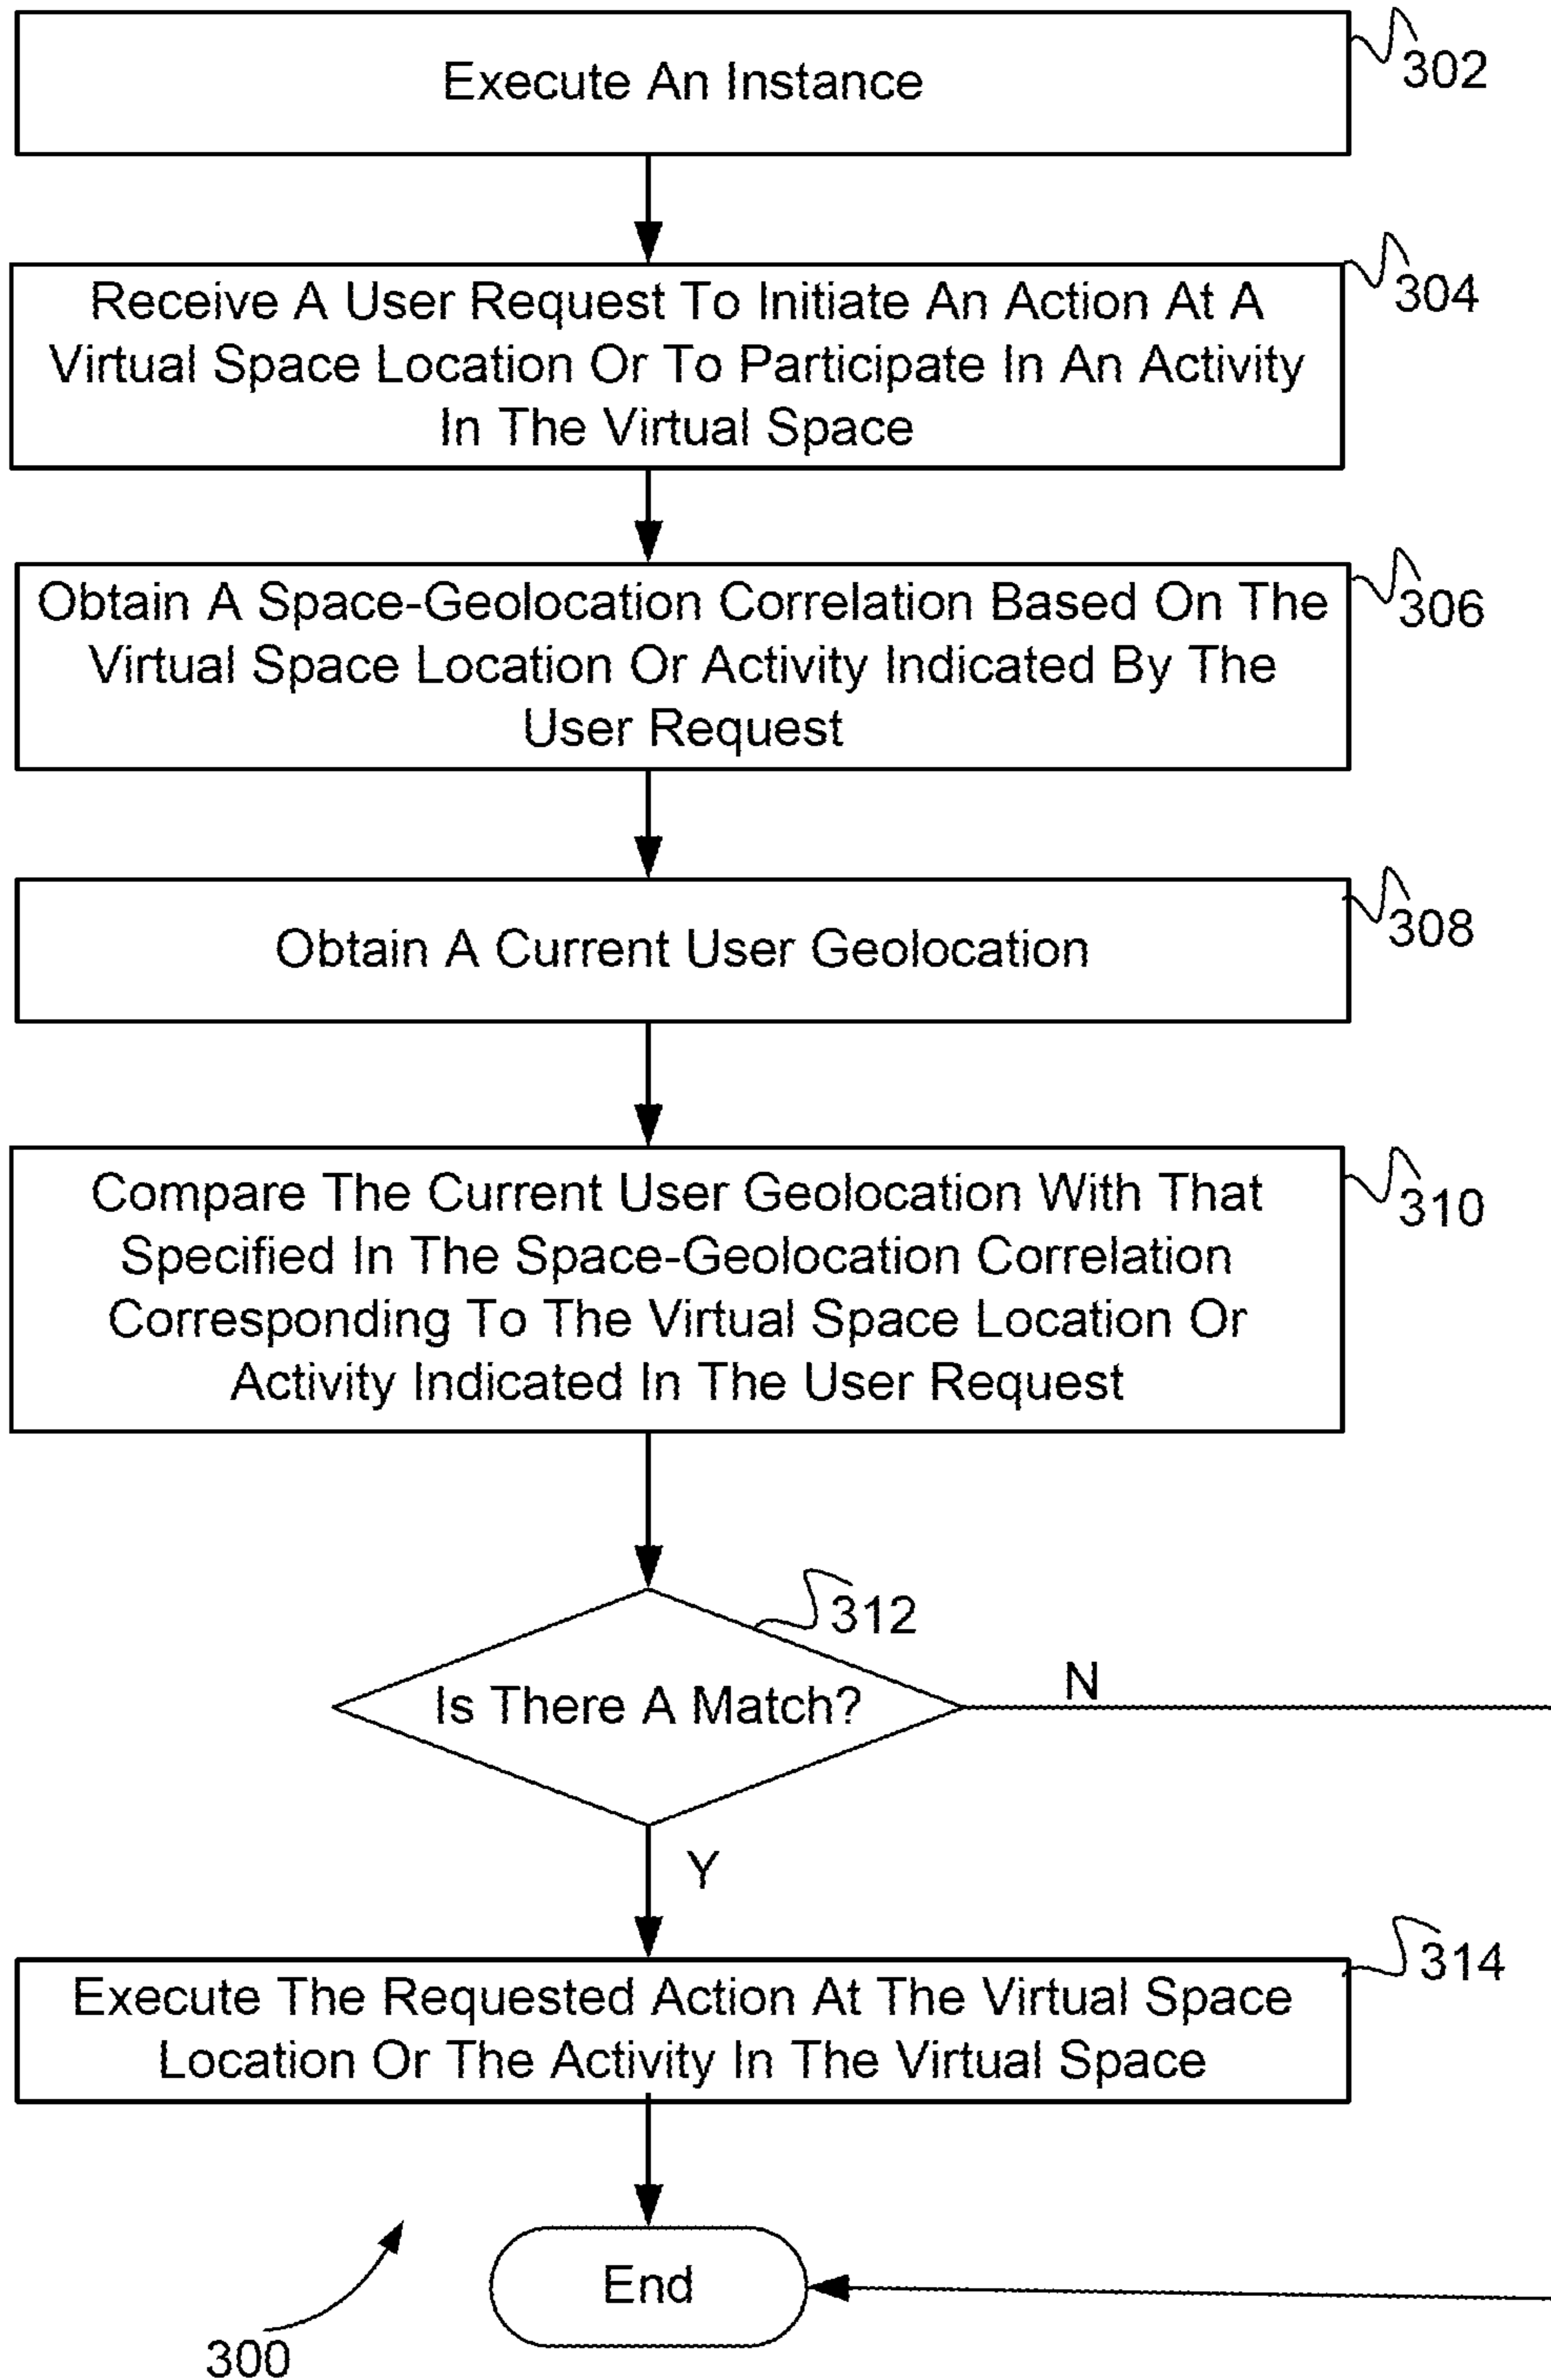 Execute An Instance
302
Receive A User Request To Initiate An Action At A
Virtual Space Location Or To Participate In An Activity
In The Virtual Space
304
Obtain A Space-Geolocation Correlation Based On The
Virtual Space Location Or Activity Indicated By The
User Request
306
Obtain A Current User Geolocation
308
Compare The Current User Geolocation With That
Specified In The Space-Geolocation Correlation
Corresponding To The Virtual Space Location Or
Activity Indicated In The User Request
310
312
Is There A Match?
N
Y
Execute The Requested Action At The Virtual Space
Location Or The Activity In The Virtual Space
314
End
300